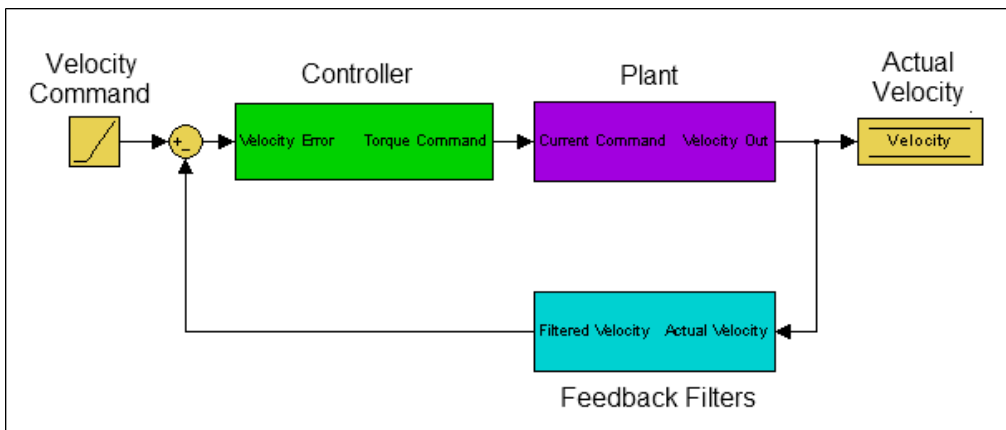 Velocity
Command
Controller
Plant
Actual
Velocity
+
-
Velocity Error
Torque Command
Current Command
Velocity Out
Velocity
Filtered Velocity
Actual Velocity
Feedback Filters